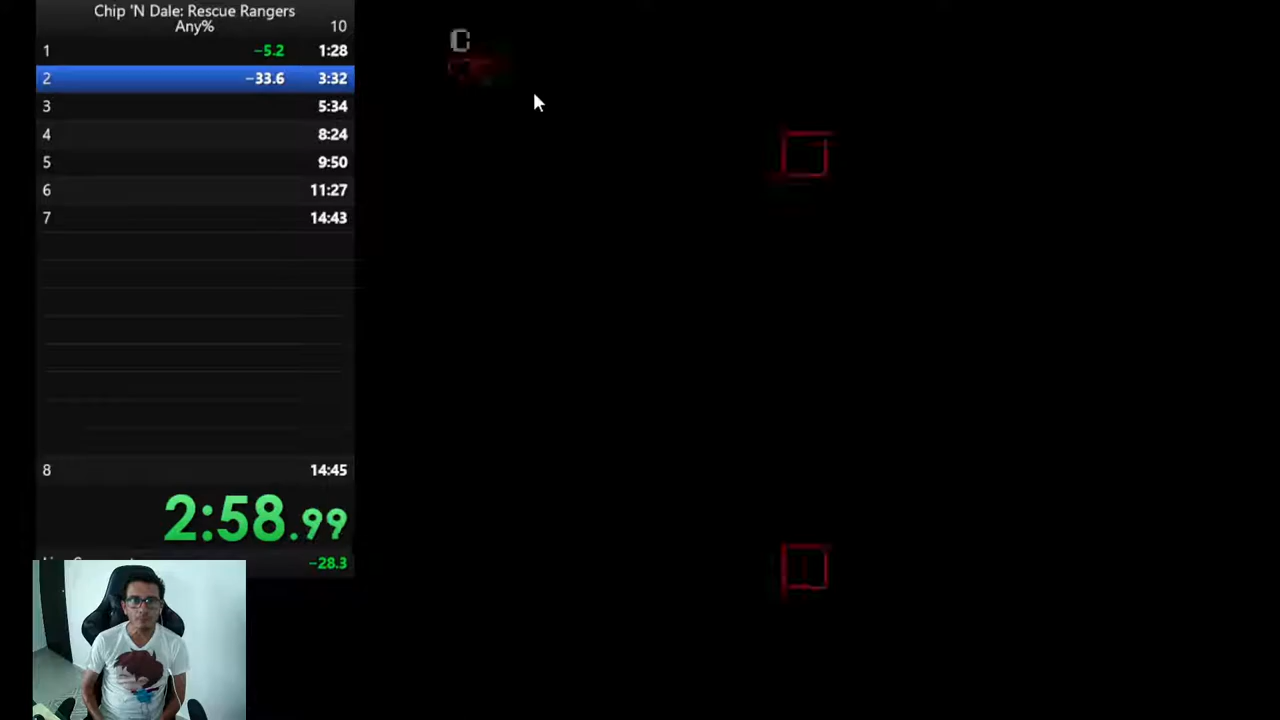 Chip 'N Dale: Rescue Rangers
Any% 10
1 −5.2 1:28
2 −33.6 3:32
3 5:34
4 8:24
5 9:50
6 11:27
7 14:43
8 14:45
2:58.99
−28.3
C